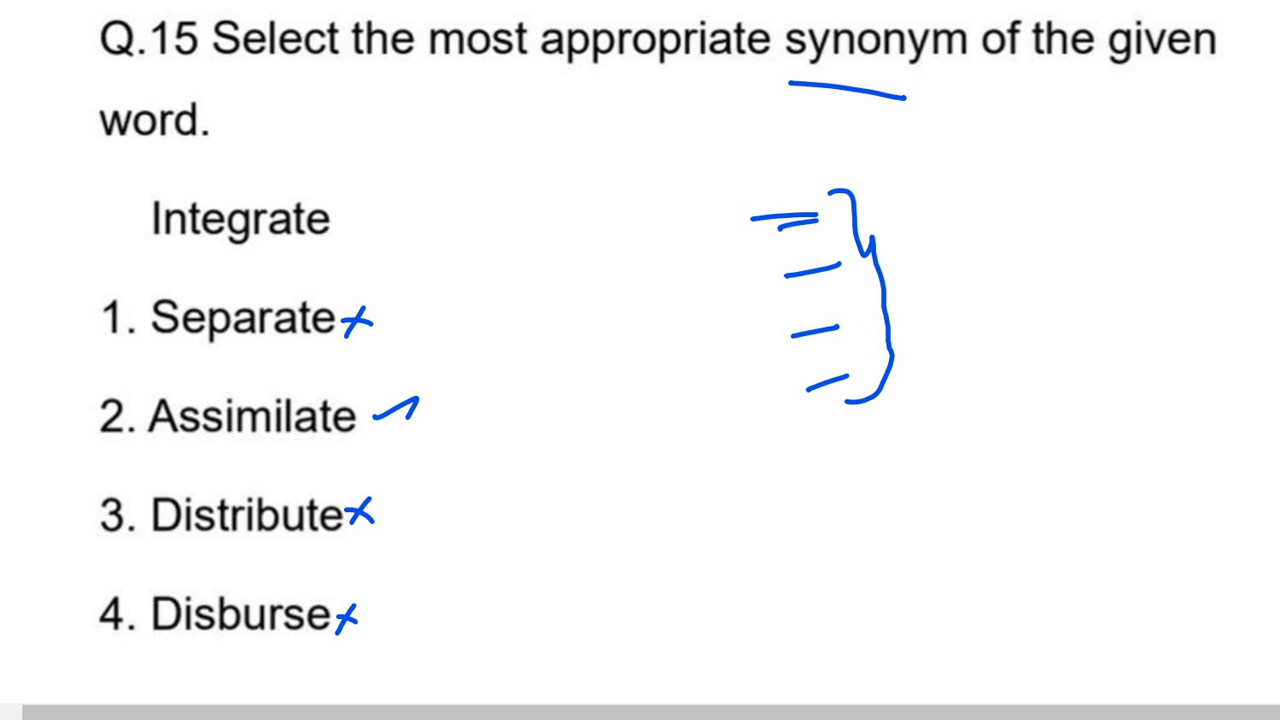 Q.15 Select the most appropriate synonym of the given
word.
Integrate
1. Separate
2. Assimilate
3. Distribute
4. Disburse